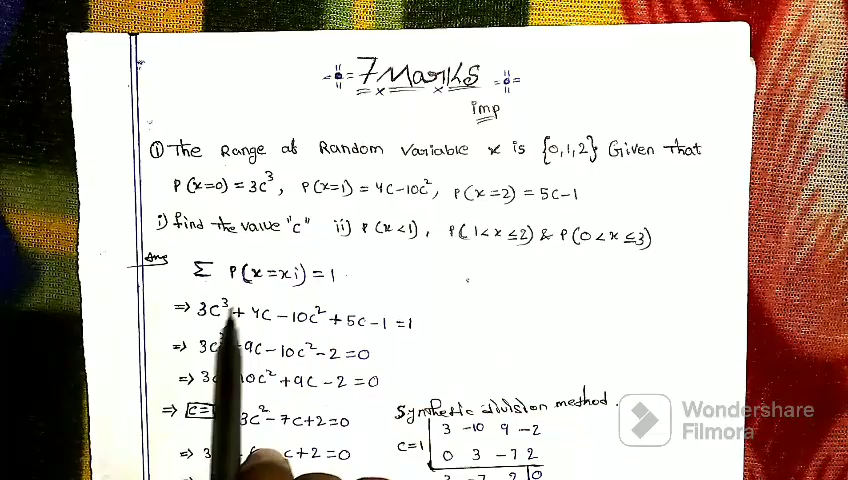 7 Marks
imp
① The Range of Random variable x is {0,1,2} Given that
P(x=0) = 3c³, P(x=1) = 4c-10c², P(x=2) = 5c-1
i) find the value "c" ii) P(x<1), P(1<x≤2) & P(0<x≤3)
Ans
Σ P(x=xi) = 1
⇒ 3c³ + 4c - 10c² + 5c - 1 = 1
⇒ 3c 9c - 10c² - 2 = 0
⇒ 3c 10c² + 9c - 2 = 0
⇒ c= 3c² - 7c + 2 = 0
⇒ 3 c + 2 = 0
Synthetic division method.
3 -10 9 -2
c=1
0 3 -7 2
3 -7 2 0
Wondershare
Filmora